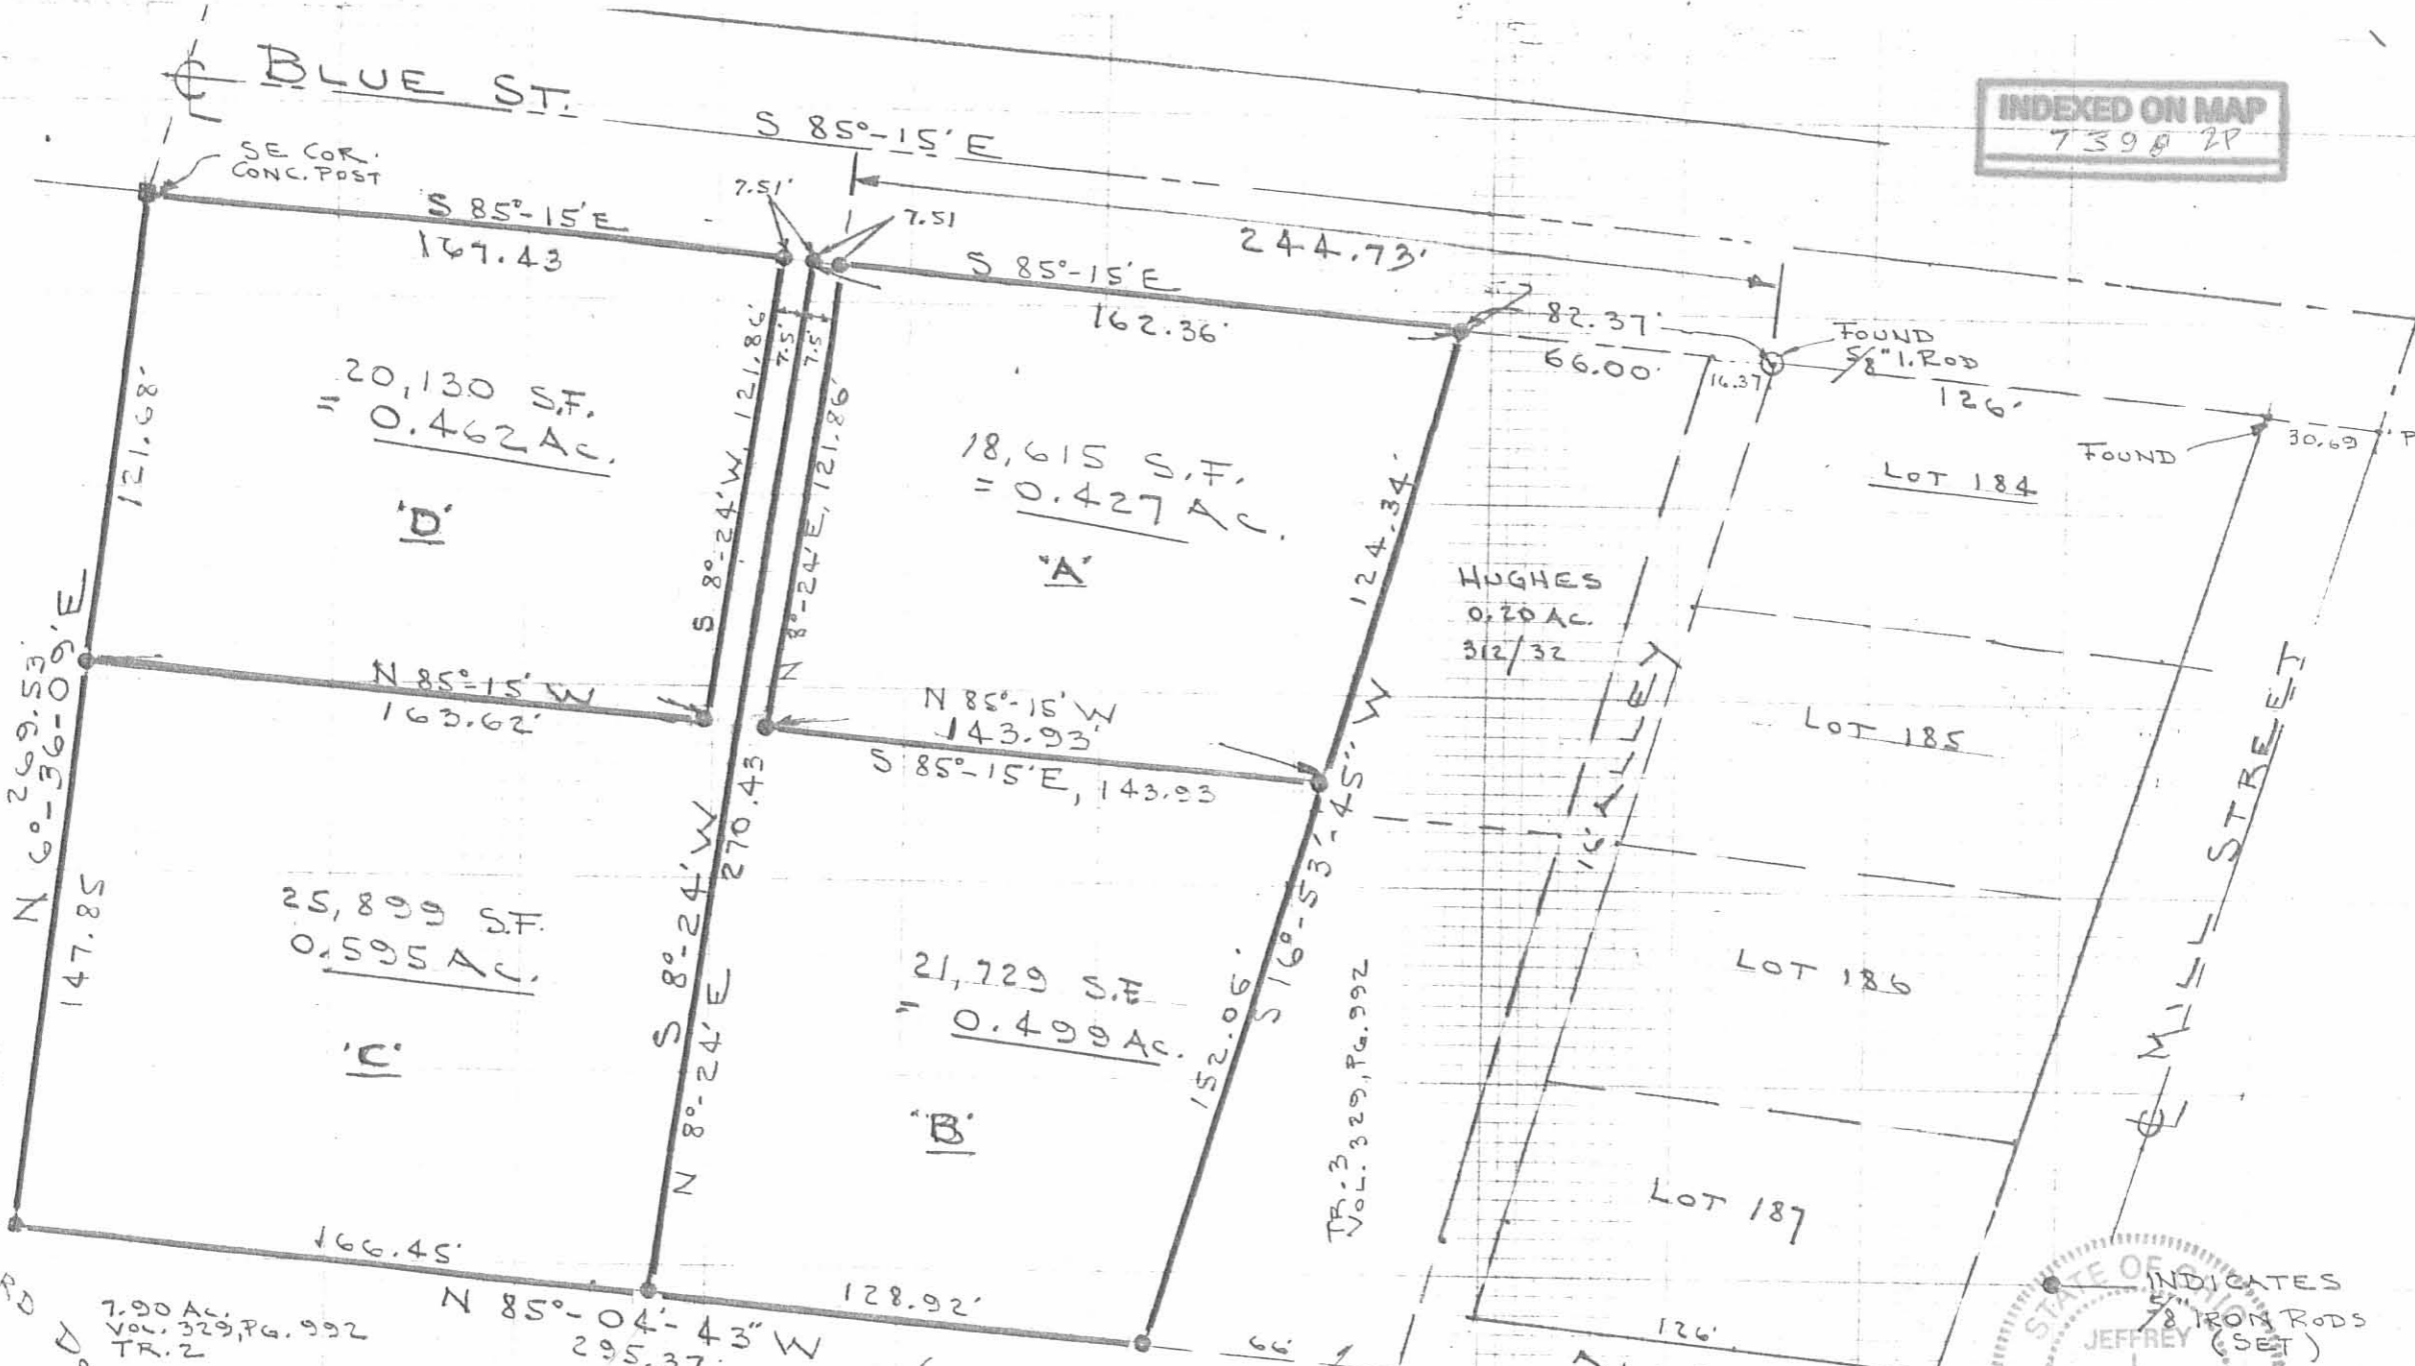 BLUE ST.
S 85°-15' E
INDEXED ON MAP
SE COR.
CONC. POST
S 85°-15' E
167.43
7.51'
7.51
S 85°-15' E
162.36'
244.73'
82.37'
66.00'
16.37
FOUND
5/8" I. ROD
126'
FOUND
30.69
121.68'
20,130 S.F.
= 0.462 Ac.
'D'
S 8°-24' W, 121.86'
7.5'
7.5'
N 8°-24' E, 121.86'
18,615 S.F.
= 0.427 Ac.
'A'
124.34'
HUGHES
0.20 Ac.
312/32
16' ALLEY
LOT 184
LOT 185
LOT 186
LOT 187
℄ MILL STREET
N 85°-15' W
163.62'
N 85°-15' W
143.93'
S 85°-15' E, 143.93
N 6°-36'-09" E
269.53'
147.85
25,899 S.F.
0.595 Ac.
'C'
S 8°-24' W
270.43
N 8°-24' E
21,729 S.F.
= 0.499 Ac.
'B'
152.06'
S 16°-53'-45" W
TR. 3
VOL. 329, PG. 992
166.45'
N 85°-04'-43" W
295.37'
128.92'
66'
126'
7.90 Ac.
VOL. 329, PG. 992
TR. 2
INDICATES
5/8" IRON RODS
(SET)
STATE OF
JEFFREY